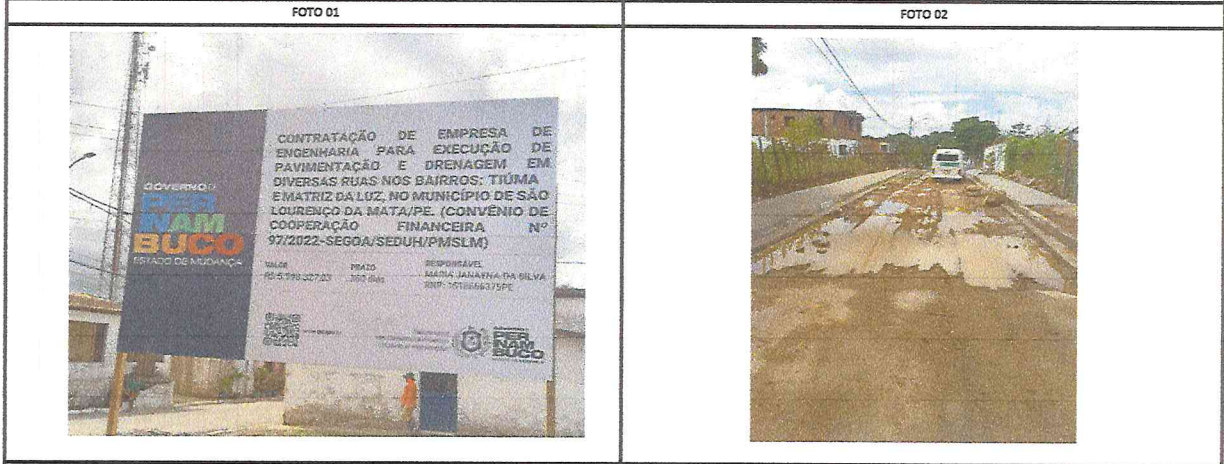 FOTO 01
FOTO 02
CONTRATAÇÃO DE EMPRESA DE
ENGENHARIA PARA EXECUÇÃO DE
PAVIMENTAÇÃO E DRENAGEM EM
DIVERSAS RUAS NOS BAIRROS: TIÚMA
E MATRIZ DA LUZ, NO MUNICÍPIO DE SÃO
LOURENÇO DA MATA/PE. (CONVÊNIO DE
COOPERAÇÃO FINANCEIRA Nº
97/2022-SEGOA/SEDUH/PMSLM)
GOVERNO
PER
NAM
BUCO
ESTADO DE MUDANÇA
VALOR
PRAZO
360 dias
RESPONSÁVEL
MARIA JANAYNA DA SILVA
PER
NAM
BUCO